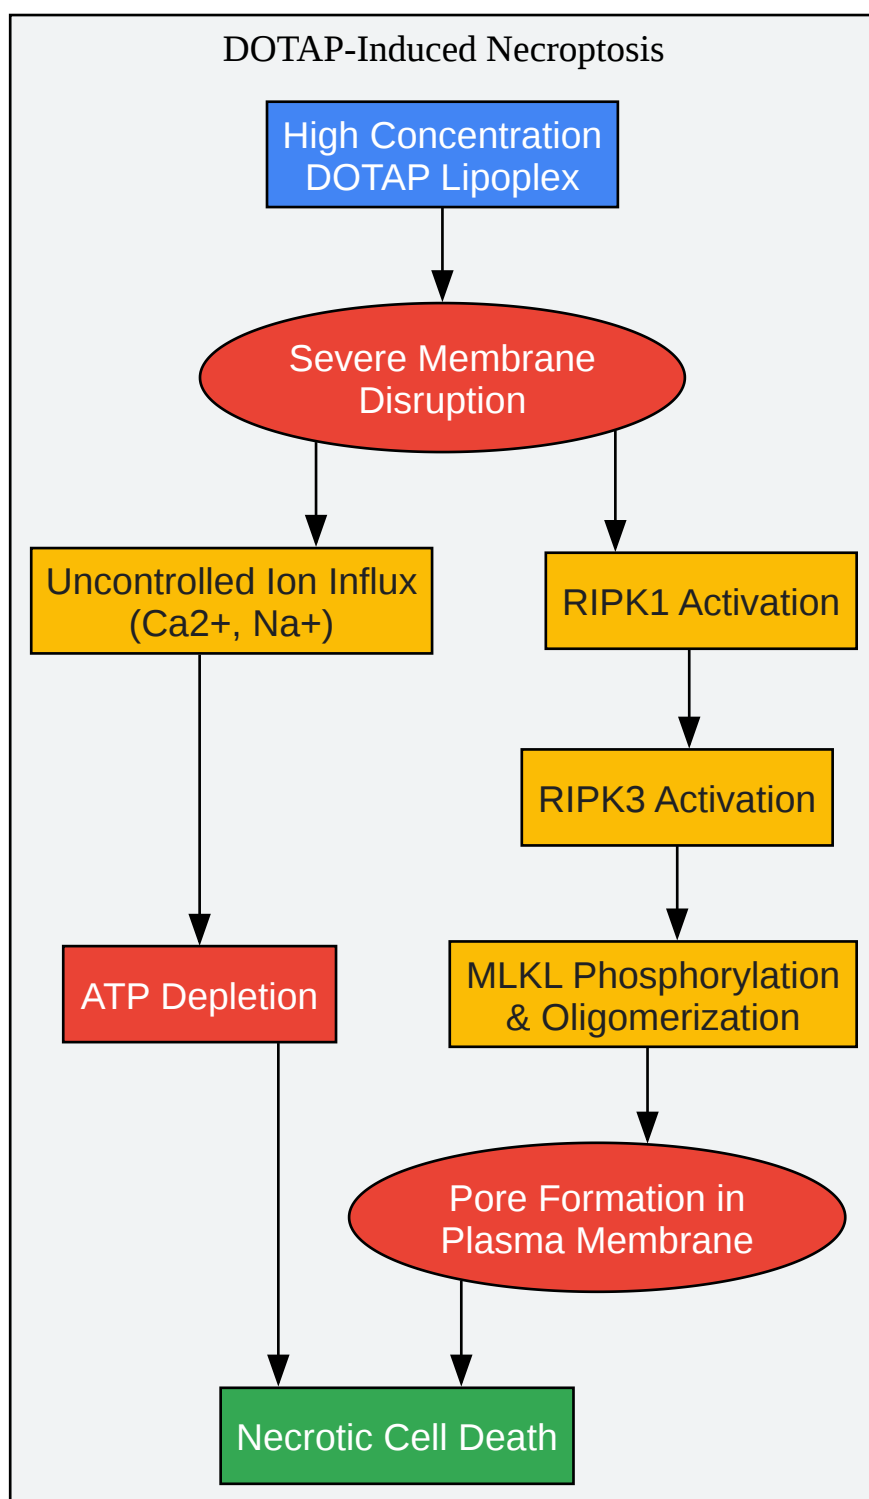 DOTAP-Induced Necroptosis
High Concentration
DOTAP Lipoplex
Severe Membrane
Disruption
Uncontrolled Ion Influx
(Ca2+, Na+)
RIPK1 Activation
RIPK3 Activation
ATP Depletion
MLKL Phosphorylation
& Oligomerization
Pore Formation in
Plasma Membrane
Necrotic Cell Death